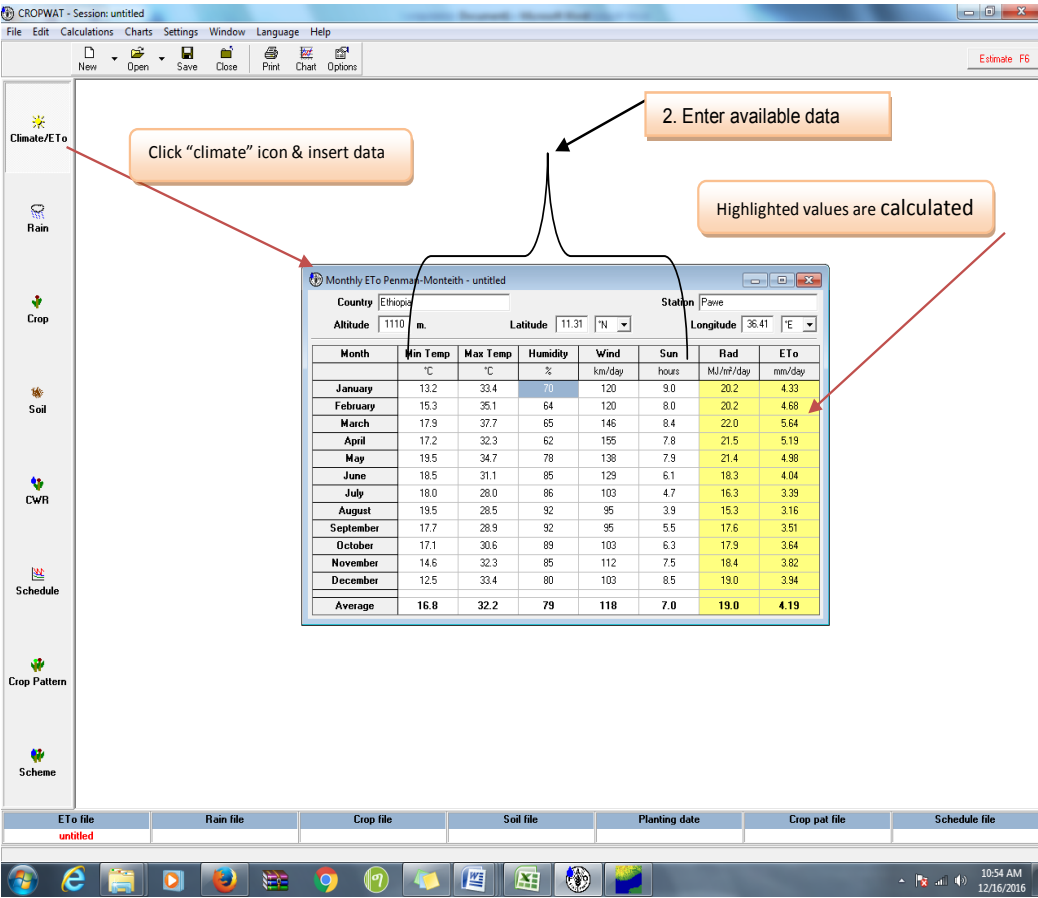 CROPWAT - Session: untitled
File Edit Calculations Charts Settings Window Language Help
New Open Save Close Print Chart Options Estimate F6
Climate/ETo
Rain
Crop
Soil
CWR
Schedule
Crop Pattern
Scheme
Click “climate” icon & insert data
2. Enter available data
Highlighted values are calculated
Monthly ETo Penman-Monteith - untitled
Country Ethiopia Station Pawe
Altitude 1110 m. Latitude 11.31 °N Longitude 36.41 °E
Month Min Temp Max Temp Humidity Wind Sun Rad ETo
°C °C % km/day hours MJ/m²/day mm/day
January 13.2 33.4 70 120 9.0 20.2 4.33
February 15.3 35.1 64 120 8.0 20.2 4.68
March 17.9 37.7 65 146 8.4 22.0 5.64
April 17.2 32.3 62 155 7.8 21.5 5.19
May 19.5 34.7 78 138 7.9 21.4 4.98
June 18.5 31.1 85 129 6.1 18.3 4.04
July 18.0 28.0 86 103 4.7 16.3 3.39
August 19.5 28.5 92 95 3.9 15.3 3.16
September 17.7 28.9 92 95 5.5 17.6 3.51
October 17.1 30.6 89 103 6.3 17.9 3.64
November 14.6 32.3 85 112 7.5 18.4 3.82
December 12.5 33.4 80 103 8.5 19.0 3.94
Average 16.8 32.2 79 118 7.0 19.0 4.19
ETo file Rain file Crop file Soil file Planting date Crop pat file Schedule file
untitled
10:54 AM
12/16/2016